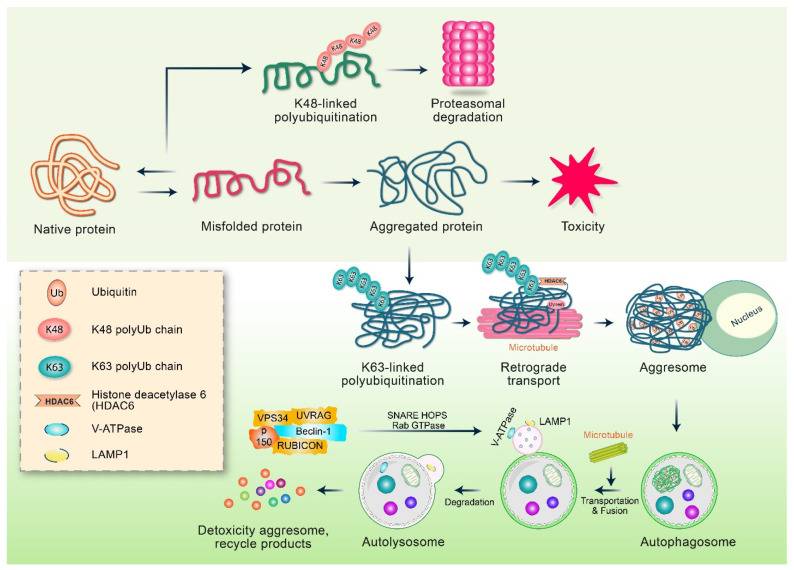 K48
K48
K48
K48
K48-linked
polyubiquitination
Proteasomal
degradation
Native protein
Misfolded protein
Aggregated protein
Toxicity
K63
K63
K63
K63
K63
K63-linked
polyubiquitination
K63
K63
K63
K63
K63
HDAC6
Microtubule
Retrograde
transport
Aggresome
Nucleus
Ub
Ubiquitin
K48
K48 polyUb chain
K63
K63 polyUb chain
HDAC6
Histone deacetylase 6
(HDAC6
V-ATPase
LAMP1
VPS34
UVRAG
p
150
Beclin-1
RUBICON
SNARE HOPS
Rab GTPase
V-ATPase
LAMP1
Microtubule
Transportation
& Fusion
Autophagosome
Degradation
Autolysosome
Detoxicity aggresome,
recycle products